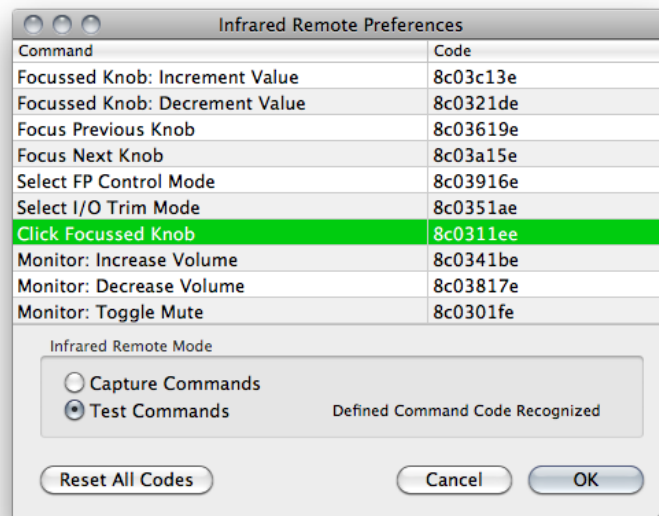 Infrared Remote Preferences
Command Code
Focussed Knob: Increment Value 8c03c13e
Focussed Knob: Decrement Value 8c0321de
Focus Previous Knob 8c03619e
Focus Next Knob 8c03a15e
Select FP Control Mode 8c03916e
Select I/O Trim Mode 8c0351ae
Click Focussed Knob 8c0311ee
Monitor: Increase Volume 8c0341be
Monitor: Decrease Volume 8c03817e
Monitor: Toggle Mute 8c0301fe
Infrared Remote Mode
Capture Commands
Test Commands Defined Command Code Recognized
Reset All Codes Cancel OK